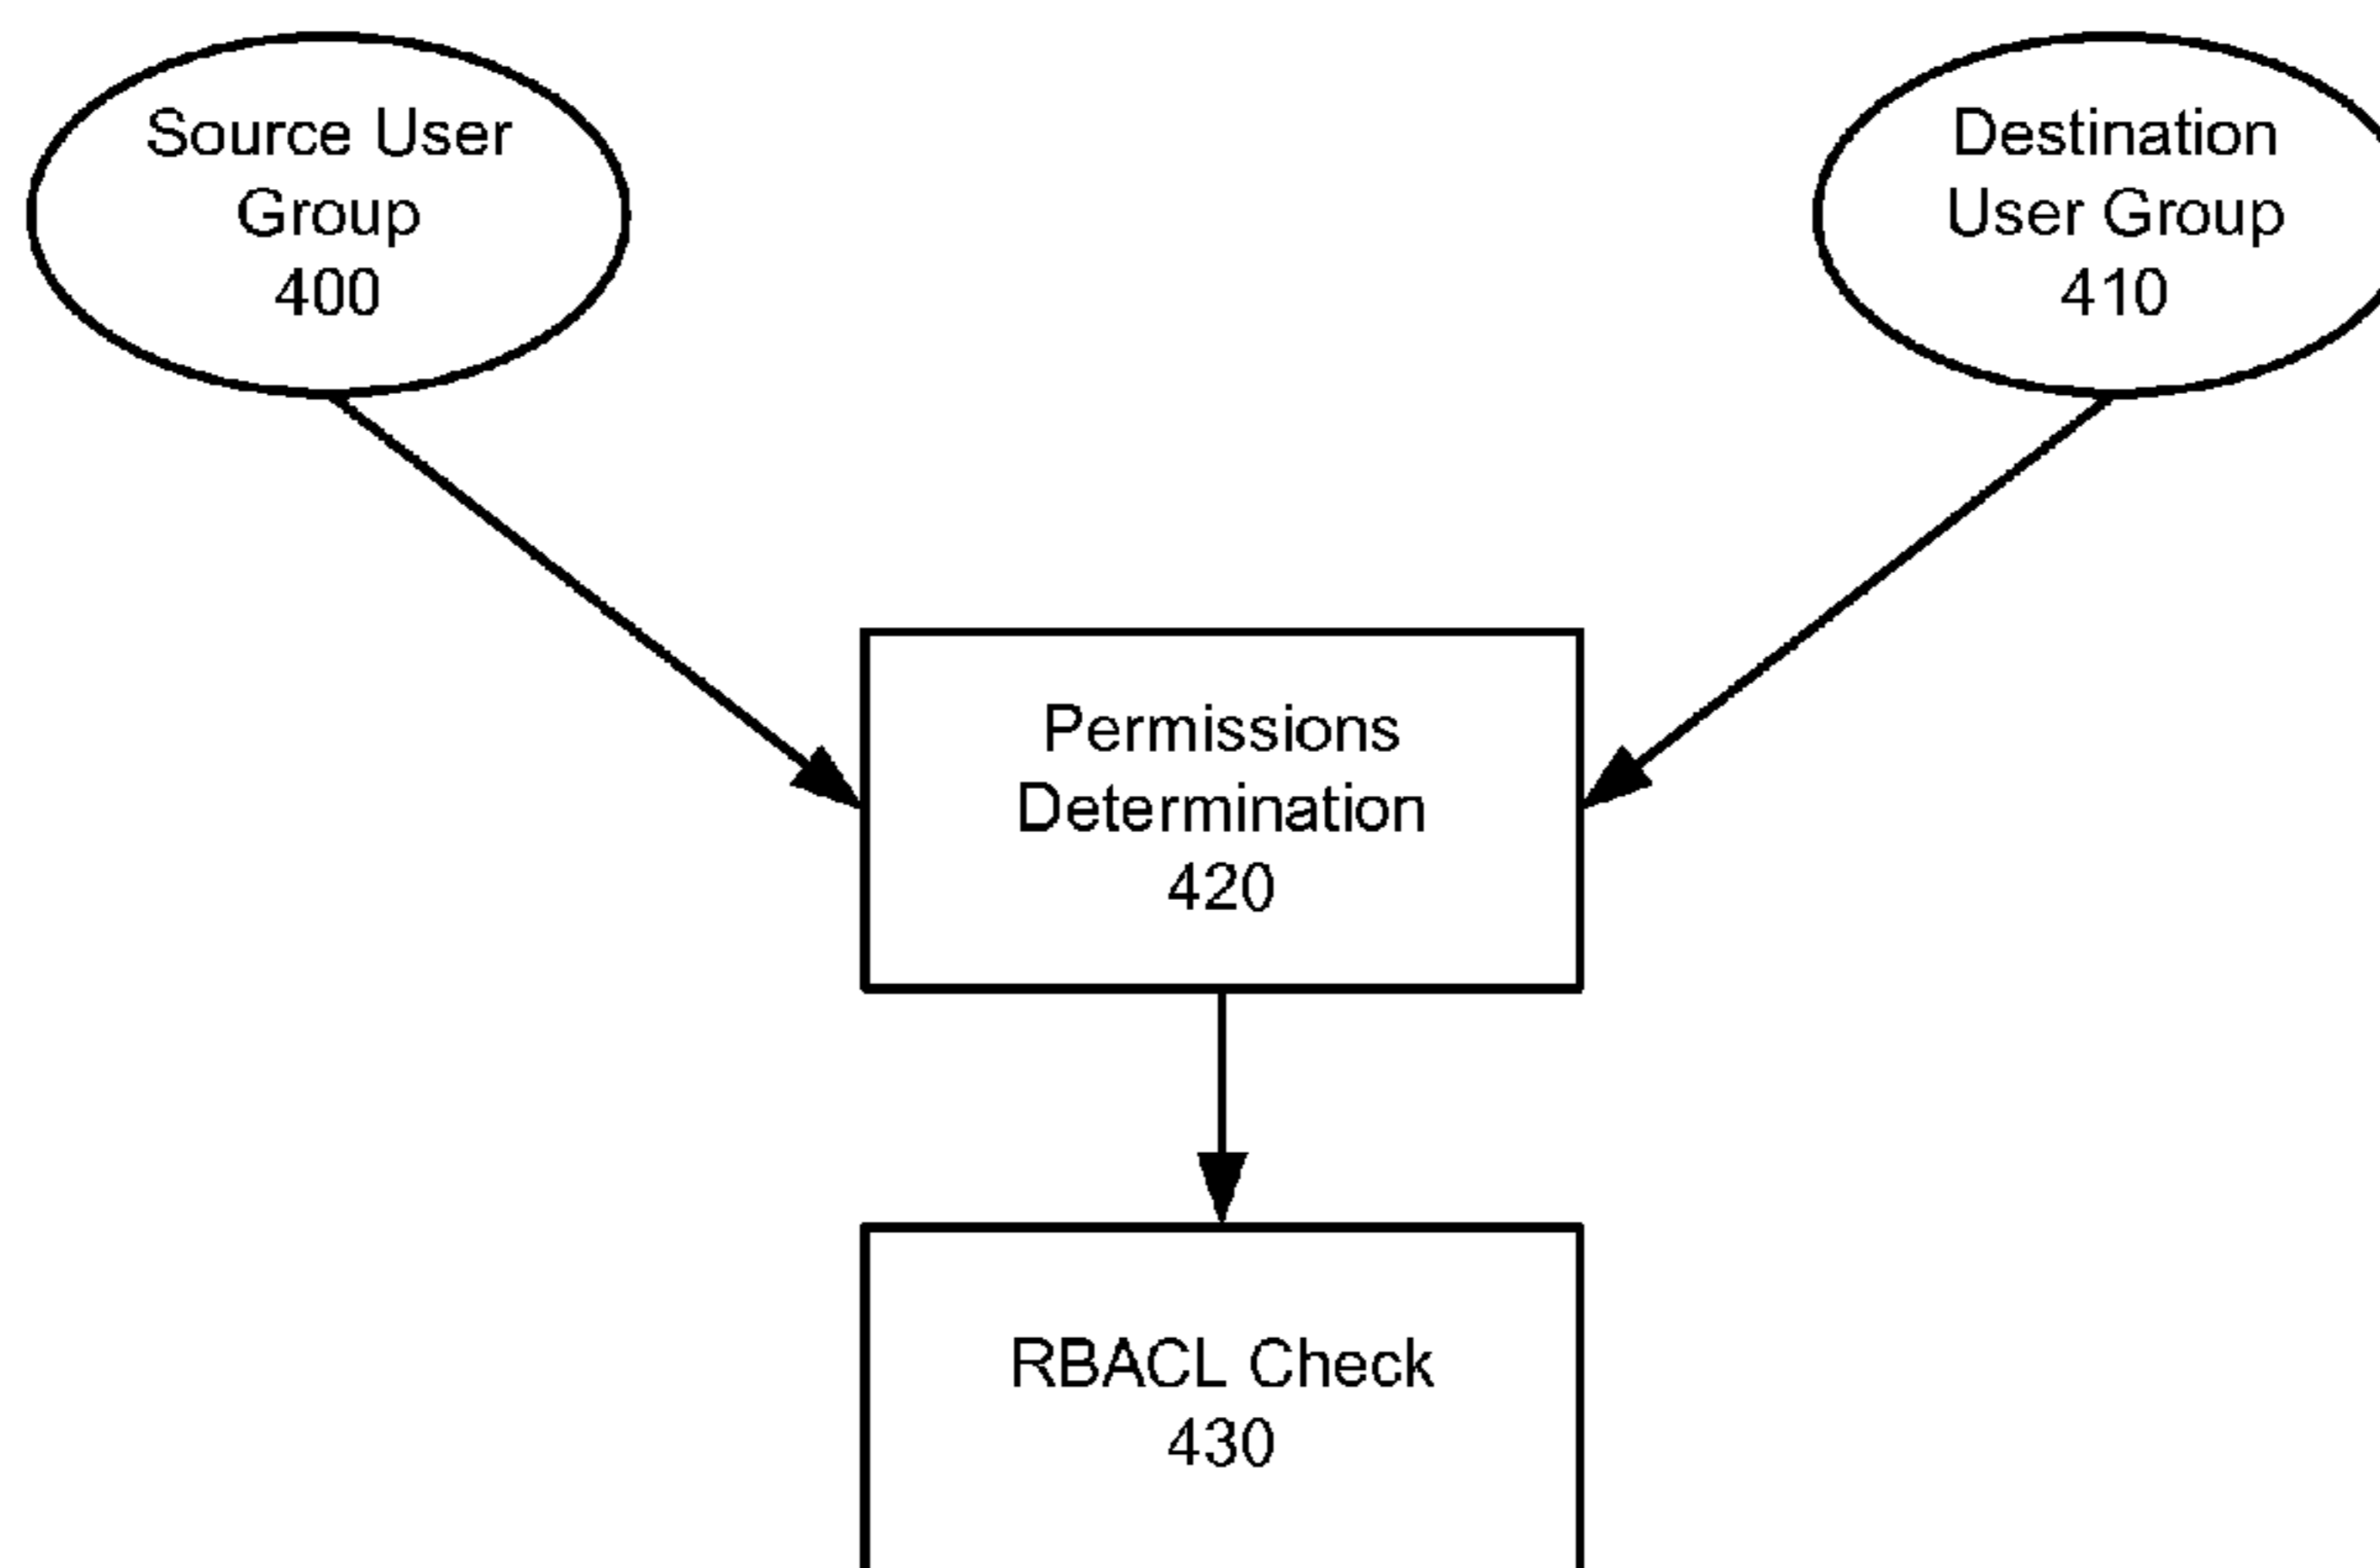 Source User
Group
400
Destination
User Group
410
Permissions
Determination
420
RBACL Check
430